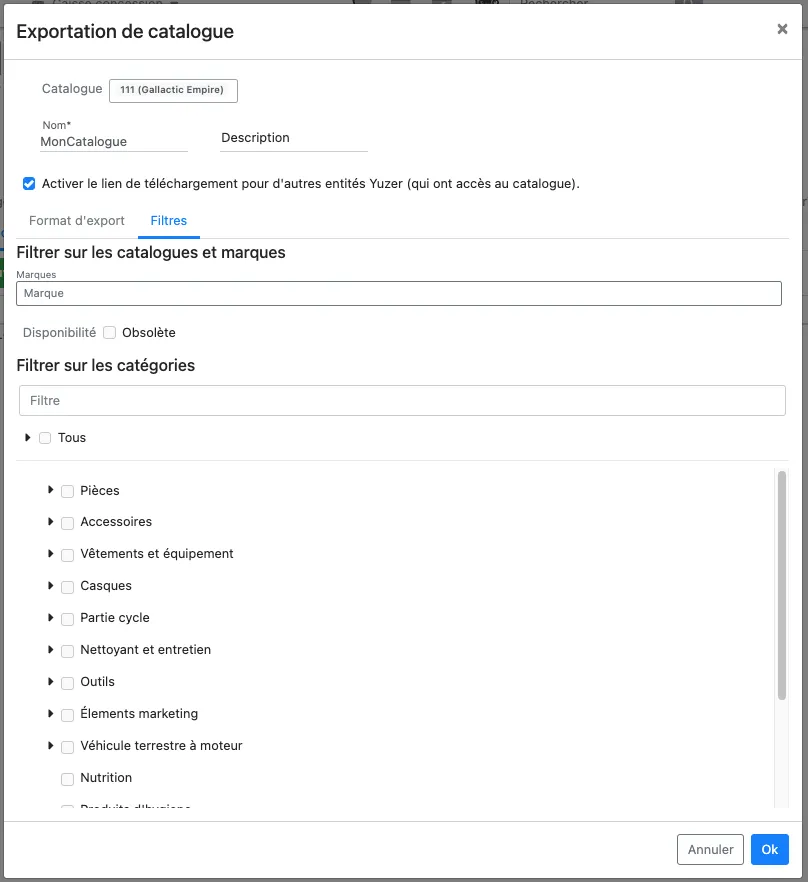 Exportation de catalogue
×
Catalogue 111 (Gallactic Empire)
Nom*
MonCatalogue
Description
Activer le lien de téléchargement pour d'autres entités Yuzer (qui ont accès au catalogue).
Format d'export Filtres
Filtrer sur les catalogues et marques
Marques
Marque
Disponibilité Obsolète
Filtrer sur les catégories
Filtre
Tous
Pièces
Accessoires
Vêtements et équipement
Casques
Partie cycle
Nettoyant et entretien
Outils
Élements marketing
Véhicule terrestre à moteur
Nutrition
Produits d'hygiene
Annuler Ok